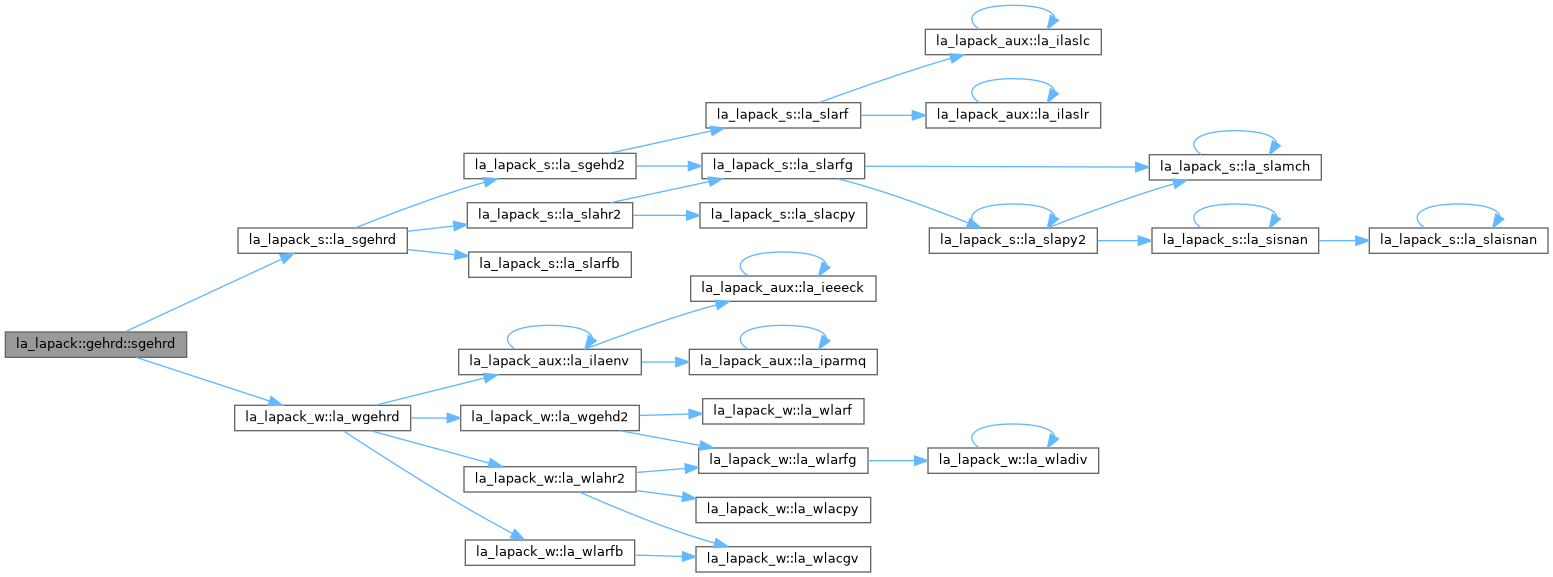 la_lapack_aux::la_ilaslc
la_lapack_s::la_slarf
la_lapack_aux::la_ilaslr
la_lapack_s::la_sgehd2
la_lapack_s::la_slarfg
la_lapack_s::la_slamch
la_lapack_s::la_slahr2
la_lapack_s::la_slacpy
la_lapack_s::la_sgehrd
la_lapack_s::la_slapy2
la_lapack_s::la_sisnan
la_lapack_s::la_slaisnan
la_lapack_s::la_slarfb
la_lapack_aux::la_ieeeck
la_lapack::gehrd::sgehrd
la_lapack_aux::la_ilaenv
la_lapack_aux::la_iparmq
la_lapack_w::la_wgehrd
la_lapack_w::la_wgehd2
la_lapack_w::la_wlarf
la_lapack_w::la_wlarfg
la_lapack_w::la_wladiv
la_lapack_w::la_wlahr2
la_lapack_w::la_wlacpy
la_lapack_w::la_wlarfb
la_lapack_w::la_wlacgv